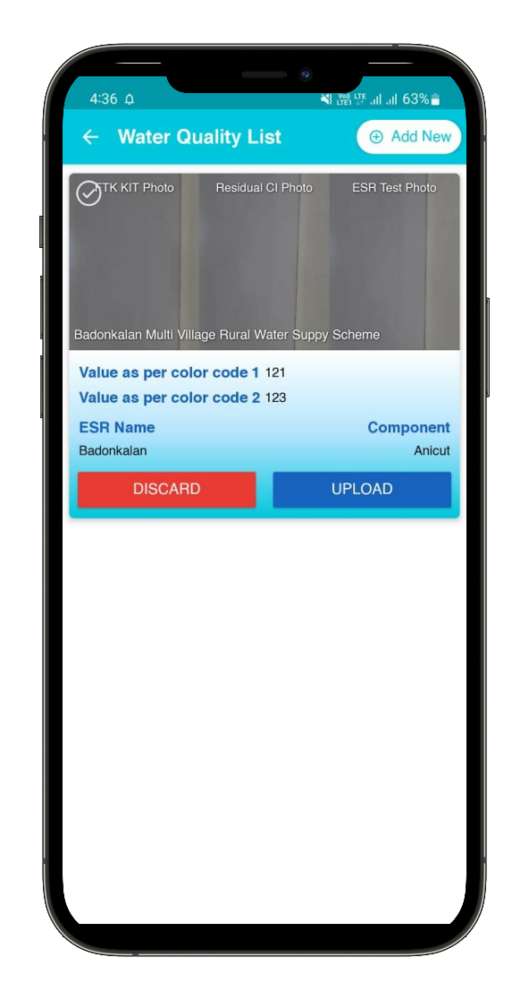 4:36 Vo)) LTE1 LTE 63%
Water Quality List
Add New
FTK KIT Photo Residual Cl Photo ESR Test Photo
Badonkalan Multi Village Rural Water Suppy Scheme
Value as per color code 1 121
Value as per color code 2 123
ESR Name Component
Badonkalan Anicut
DISCARD UPLOAD